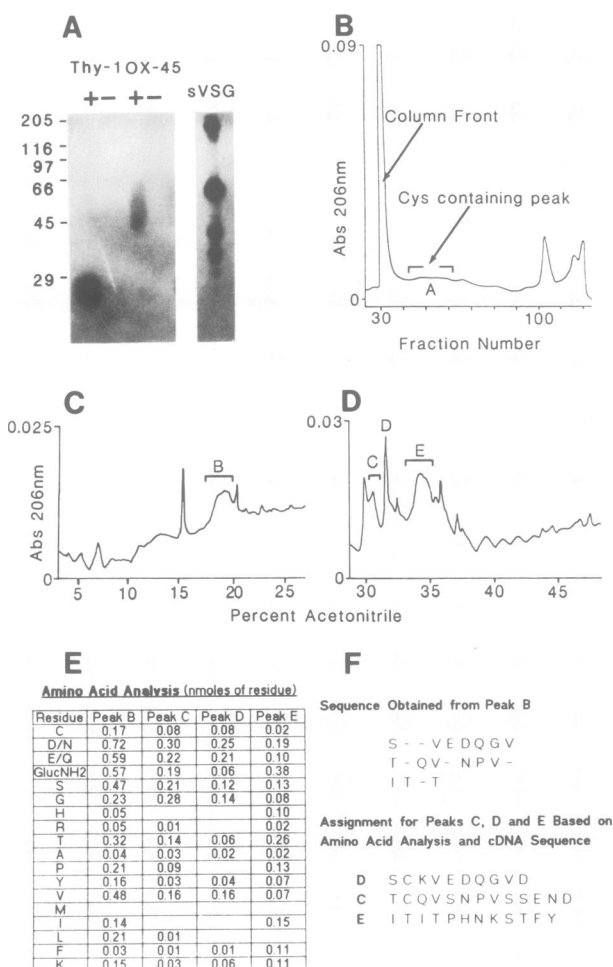 A
Thy-1 OX-45
+ − + −
sVSG
205
116
97
66
45
29
B
0.09
Abs 206nm
0
Column Front
Cys containing peak
A
30 100
Fraction Number
C
0.025
Abs 206nm
0
B
5 10 15 20 25
D
0.03
0
C
D
E
30 35 40 45
Percent Acetonitrile
E
Amino Acid Analysis (nmoles of residue)
Residue Peak B Peak C Peak D Peak E
C 0.17 0.08 0.08 0.02
D/N 0.72 0.30 0.25 0.19
E/Q 0.59 0.22 0.21 0.10
GlucNH2 0.57 0.19 0.06 0.38
S 0.47 0.21 0.12 0.13
G 0.23 0.28 0.14 0.08
H 0.05 0.10
R 0.05 0.01 0.02
T 0.32 0.14 0.06 0.26
A 0.04 0.03 0.02 0.02
P 0.21 0.09 0.13
Y 0.16 0.03 0.04 0.07
V 0.48 0.16 0.16 0.07
M
I 0.14 0.15
L 0.21 0.01
F 0.03 0.01 0.01 0.11
K 0.15 0.03 0.06 0.11
F
Sequence Obtained from Peak B
S - - V E D Q G V
T - Q V - N P V -
I T - T
Assignment for Peaks C, D and E Based on
Amino Acid Analysis and cDNA Sequence
D S C K V E D Q G V D
C T C Q V S N P V S S E N D
E I T I T P H N K S T F Y